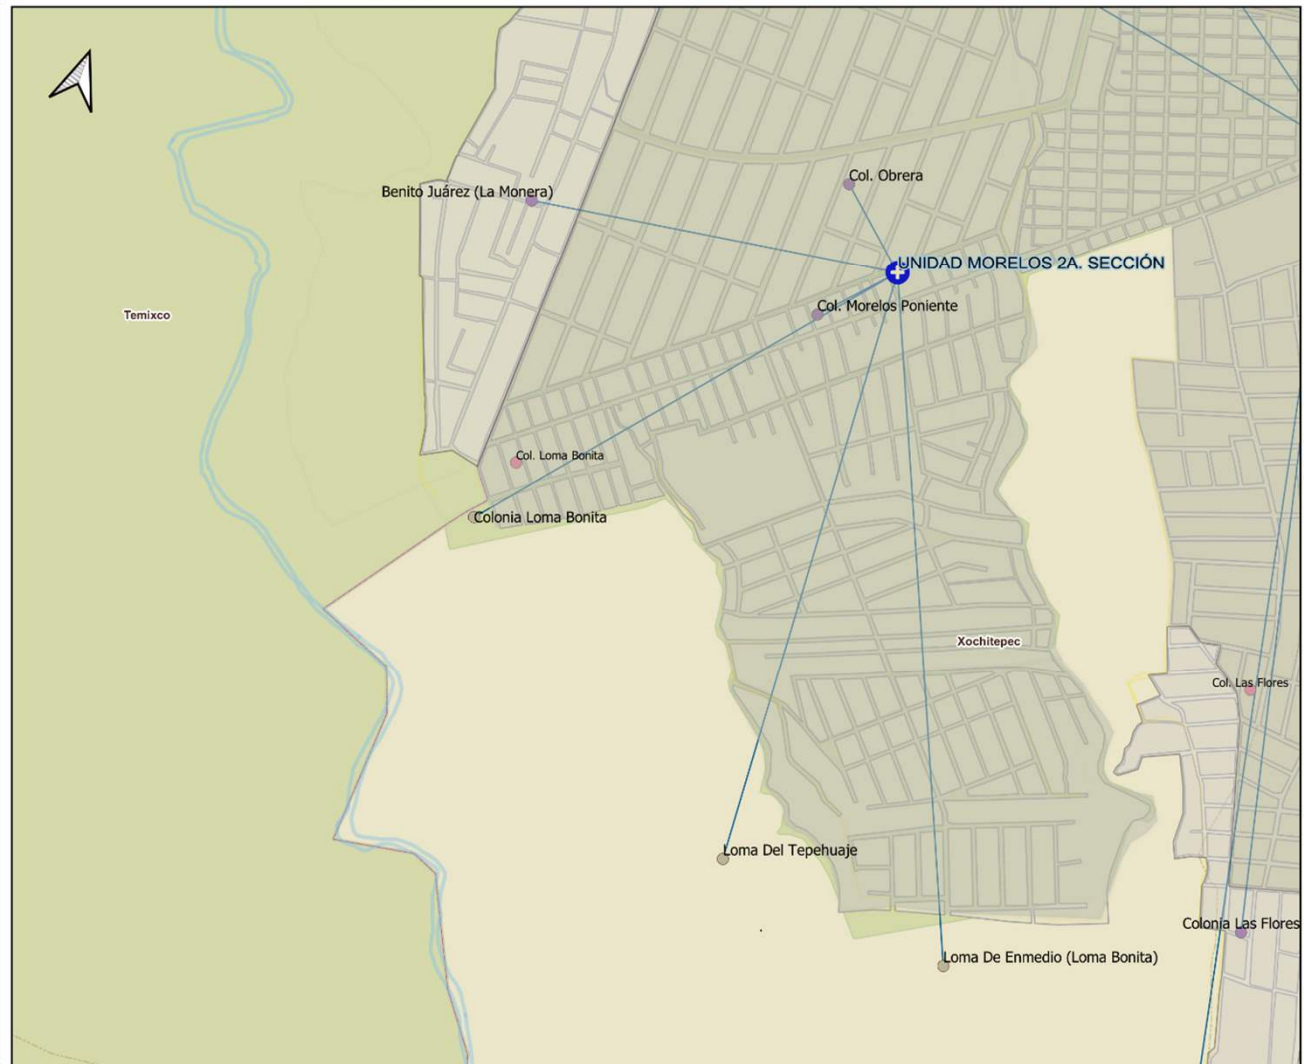 Col. Obrera
Benito Juárez (La Monera)
UNIDAD MORELOS 2A. SECCIÓN
Col. Morelos Poniente
Temixco
Col. Loma Bonita
Colonia Loma Bonita
Xochitepec
Col. Las Flores
Loma Del Tepehuaje
Colonia Las Flores
Loma De Enmedio (Loma Bonita)